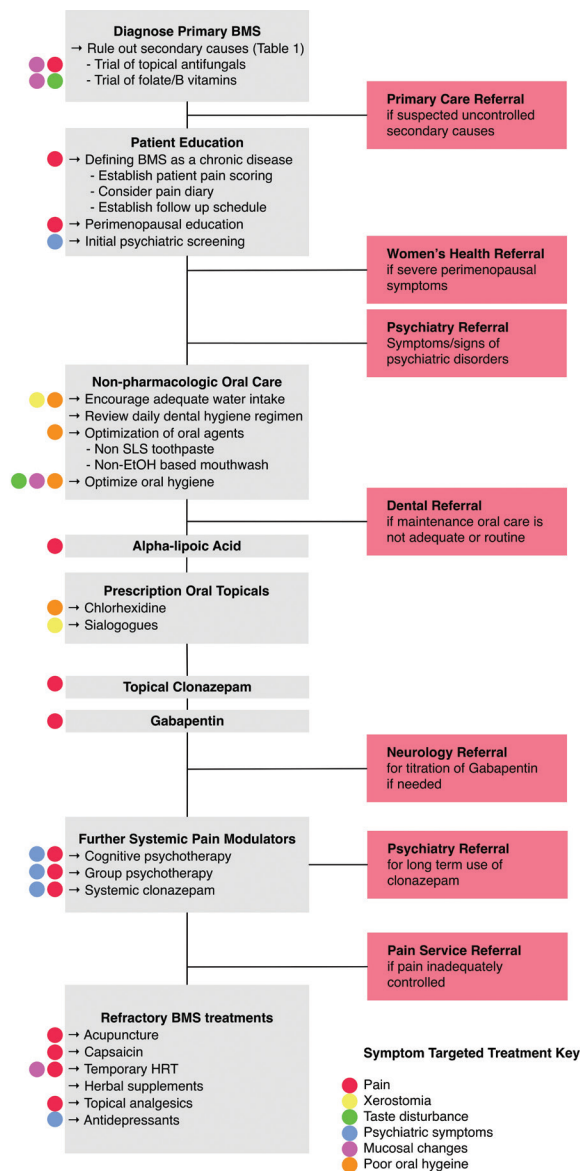 Diagnose Primary BMS
→ Rule out secondary causes (Table 1)
- Trial of topical antifungals
- Trial of folate/B vitamins
Primary Care Referral
if suspected uncontrolled
secondary causes
Patient Education
→ Defining BMS as a chronic disease
- Establish patient pain scoring
- Consider pain diary
- Establish follow up schedule
→ Perimenopausal education
→ Initial psychiatric screening
Women's Health Referral
if severe perimenopausal
symptoms
Psychiatry Referral
Symptoms/signs of
psychiatric disorders
Non-pharmacologic Oral Care
→ Encourage adequate water intake
→ Review daily dental hygiene regimen
→ Optimization of oral agents
- Non SLS toothpaste
- Non-EtOH based mouthwash
→ Optimize oral hygiene
Dental Referral
if maintenance oral care is
not adequate or routine
Alpha-lipoic Acid
Prescription Oral Topicals
→ Chlorhexidine
→ Sialogogues
Topical Clonazepam
Gabapentin
Neurology Referral
for titration of Gabapentin
if needed
Further Systemic Pain Modulators
→ Cognitive psychotherapy
→ Group psychotherapy
→ Systemic clonazepam
Psychiatry Referral
for long term use of
clonazepam
Pain Service Referral
if pain inadequately
controlled
Refractory BMS treatments
→ Acupuncture
→ Capsaicin
→ Temporary HRT
→ Herbal supplements
→ Topical analgesics
→ Antidepressants
Symptom Targeted Treatment Key
Pain
Xerostomia
Taste disturbance
Psychiatric symptoms
Mucosal changes
Poor oral hygeine